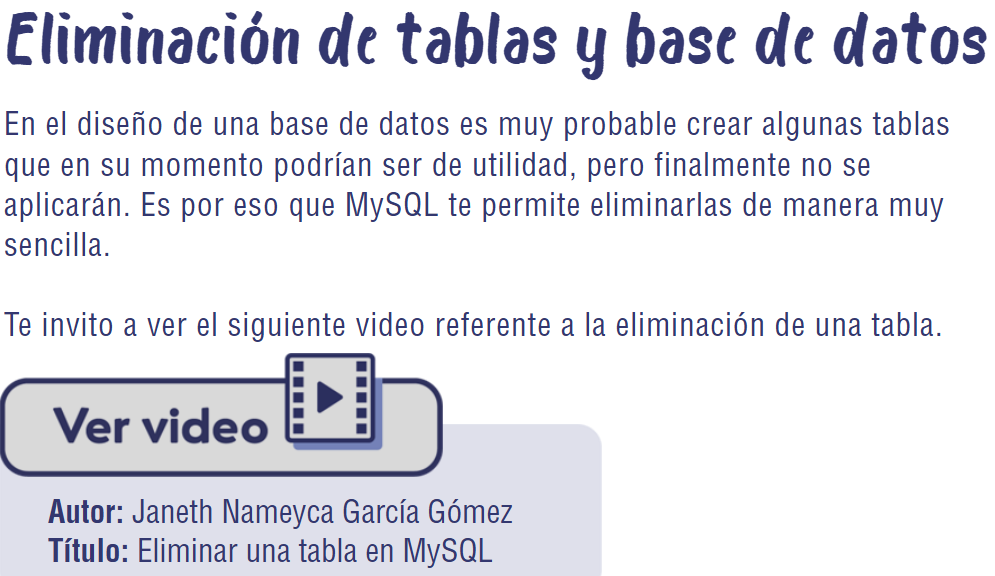 Eliminación de tablas y base de datos
En el diseño de una base de datos es muy probable crear algunas tablas
que en su momento podrían ser de utilidad, pero finalmente no se
aplicarán. Es por eso que MySQL te permite eliminarlas de manera muy
sencilla.
Te invito a ver el siguiente video referente a la eliminación de una tabla.
Ver video
Autor: Janeth Nameyca García Gómez
Título: Eliminar una tabla en MySQL